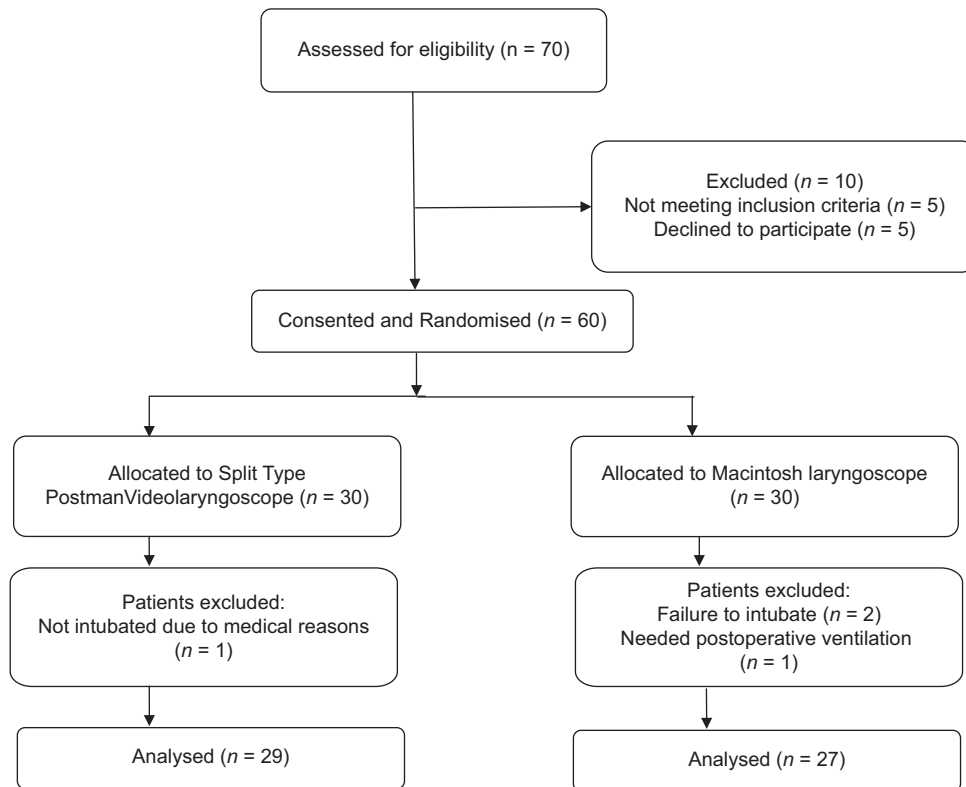 Assessed for eligibility (n = 70)
Excluded (n = 10)
Not meeting inclusion criteria (n = 5)
Declined to participate (n = 5)
Consented and Randomised (n = 60)
Allocated to Split Type
PostmanVideolaryngoscope (n = 30)
Allocated to Macintosh laryngoscope
(n = 30)
Patients excluded:
Not intubated due to medical reasons
(n = 1)
Patients excluded:
Failure to intubate (n = 2)
Needed postoperative ventilation
(n = 1)
Analysed (n = 29)
Analysed (n = 27)